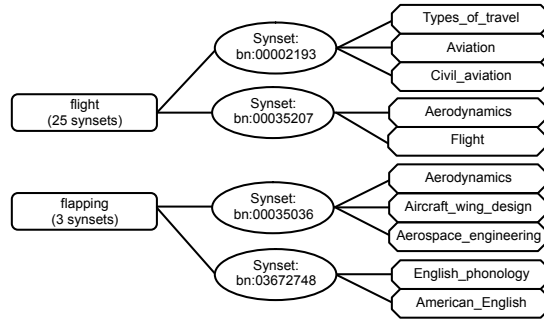 Types_of_travel
Synset:
bn:00002193
Aviation
Civil_aviation
flight
(25 synsets)
Synset:
bn:00035207
Aerodynamics
Flight
Aerodynamics
flapping
(3 synsets)
Synset:
bn:00035036
Aircraft_wing_design
Aerospace_engineering
Synset:
bn:03672748
English_phonology
American_English